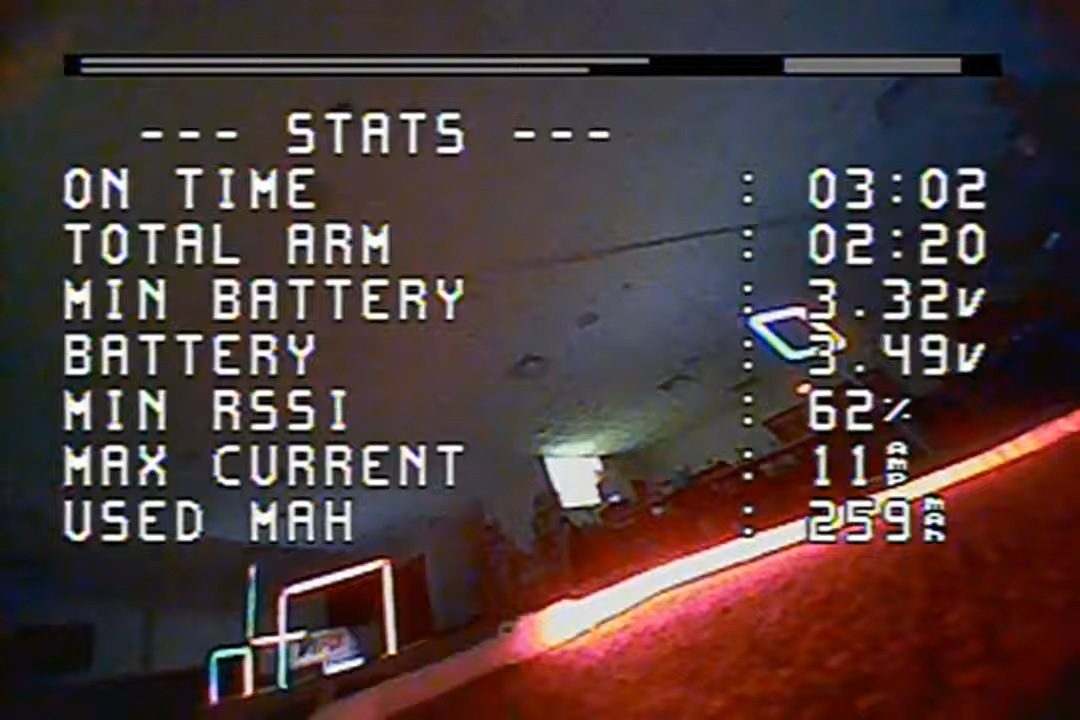 --- STATS ---
ON TIME : 03:02
TOTAL ARM : 02:20
MIN BATTERY : 3.32V
BATTERY : 3.49V
MIN RSSI : 62%
MAX CURRENT : 11 AMP
USED MAH : 259 MAH